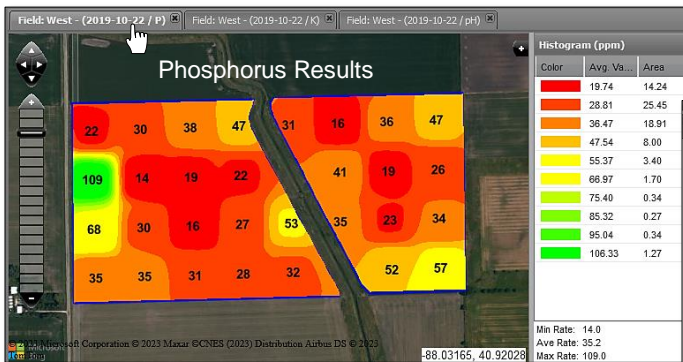 Field: West - (2019-10-22 / P) Field: West - (2019-10-22 / K) Field: West - (2019-10-22 / pH)
Phosphorus Results
22 30 38 47 31 16 36 47
109 14 19 22 41 19 26
68 30 16 27 53 35 23 34
35 35 31 28 32 52 57
Microsoft Corporation © 2023 Maxar ©CNES (2023) Distribution Airbus DS © 2023
-88.03165, 40.92028
Histogram (ppm)
Color Avg. Va... Area
19.74 14.24
28.81 25.45
36.47 18.91
47.54 8.00
55.37 3.40
66.97 1.70
75.40 0.34
85.32 0.27
95.04 0.34
106.33 1.27
Min Rate: 14.0
Ave Rate: 35.2
Max Rate: 109.0